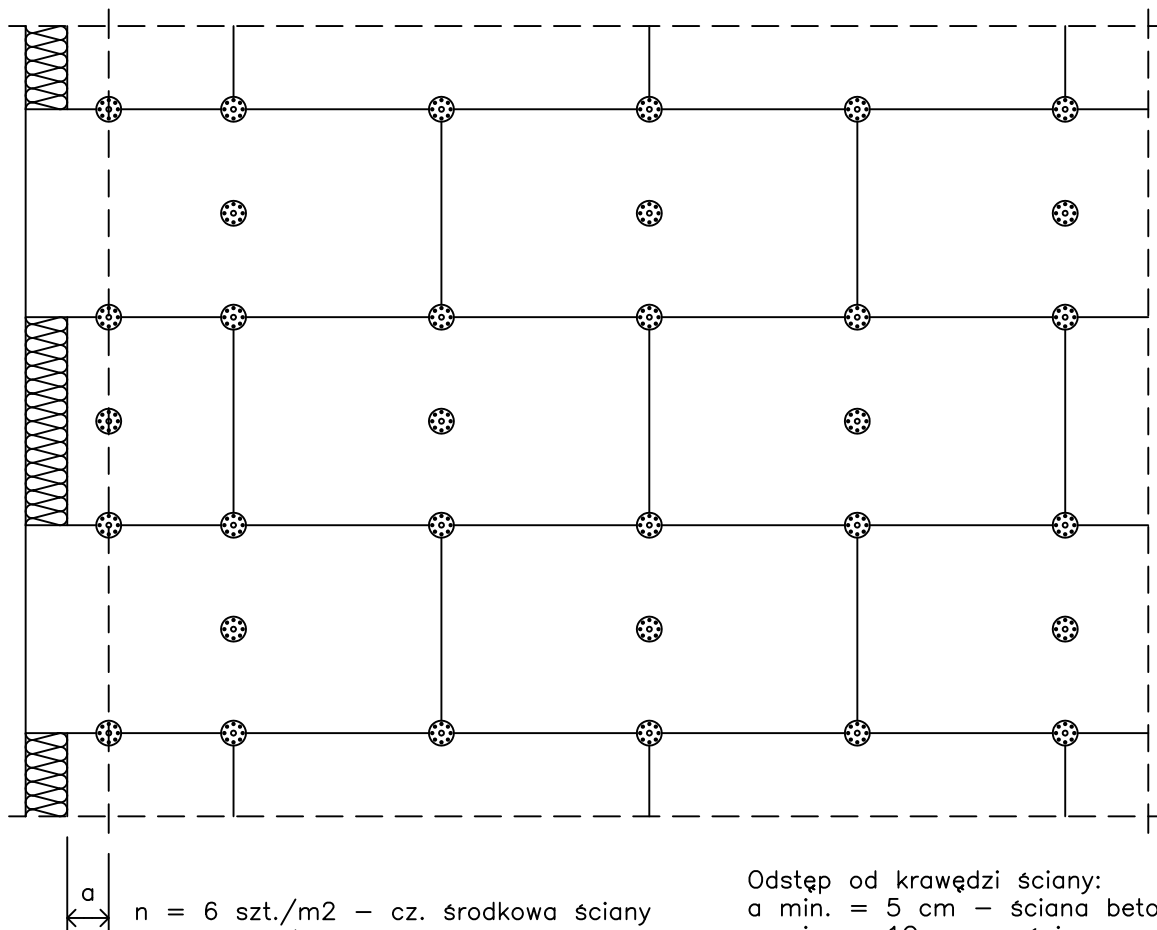 a
n = 6 szt./m2 – cz. środkowa ściany
Odstęp od krawędzi ściany:
a min. = 5 cm – ściana beto